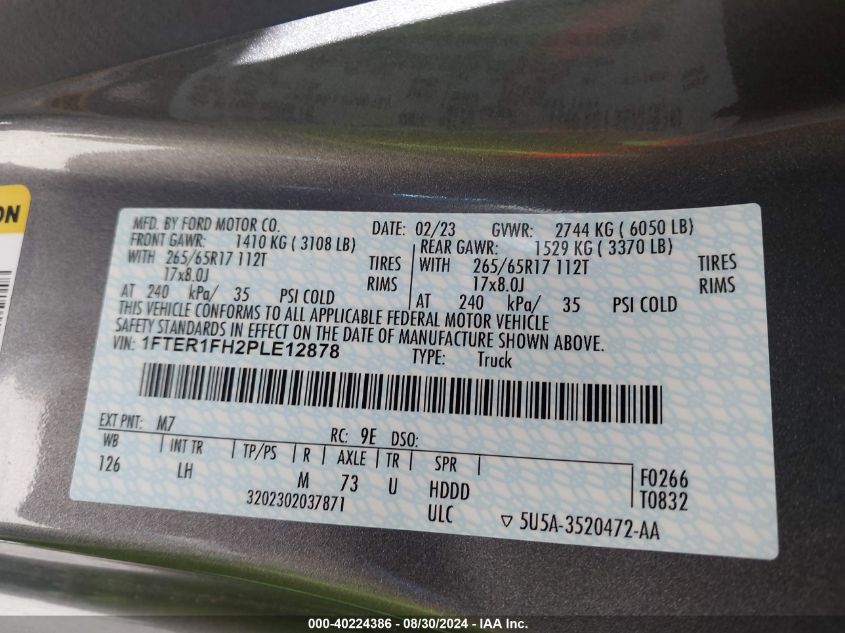 ON
MFD. BY FORD MOTOR CO. DATE: 02/23 GVWR: 2744 KG ( 6050 LB)
FRONT GAWR: 1410 KG ( 3108 LB) REAR GAWR: 1529 KG ( 3370 LB)
WITH 265/65R17 112T TIRES WITH 265/65R17 112T TIRES
17x8.0J RIMS 17x8.0J RIMS
AT 240 kPa/ 35 PSI COLD AT 240 kPa/ 35 PSI COLD
THIS VEHICLE CONFORMS TO ALL APPLICABLE FEDERAL MOTOR VEHICLE
SAFETY STANDARDS IN EFFECT ON THE DATE OF MANUFACTURE SHOWN ABOVE.
VIN: 1FTER1FH2PLE12878 TYPE: Truck
EXT PNT: M7 RC: 9E DSO:
WB INT TR TP/PS R AXLE TR SPR F0266
126 LH M 73 U HDDD T0832
3202302037871 ULC ▽ 5U5A-3520472-AA
000-40224386 - 08/30/2024 - IAA Inc.